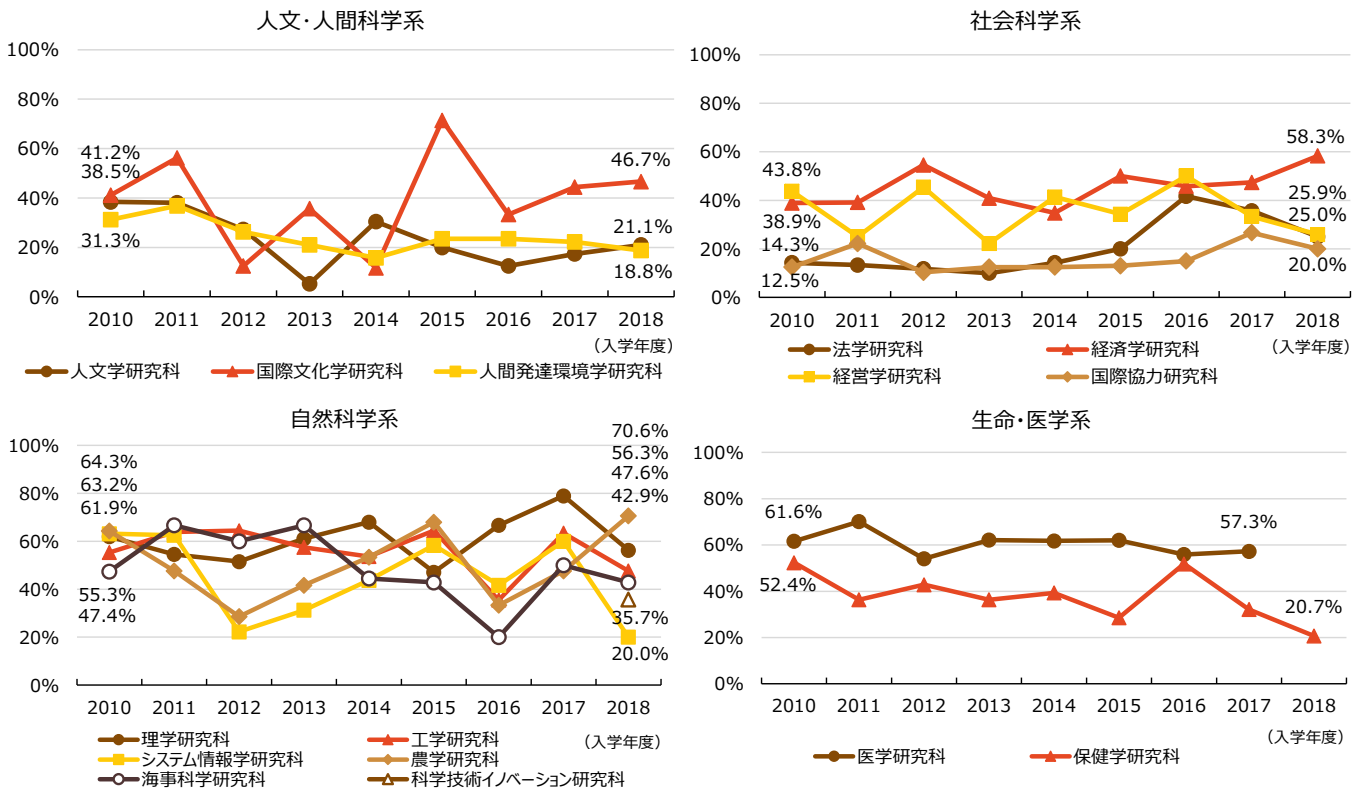 人文・人間科学系
100%
80%
60%
40%
20%
0%
41.2%
38.5%
31.3%
46.7%
21.1%
18.8%
2010 2011 2012 2013 2014 2015 2016 2017 2018
(入学年度)
人文学研究科 国際文化学研究科 人間発達環境学研究科
社会科学系
100%
80%
60%
40%
20%
0%
43.8%
38.9%
14.3%
12.5%
58.3%
25.9%
25.0%
20.0%
2010 2011 2012 2013 2014 2015 2016 2017 2018
(入学年度)
法学研究科 経済学研究科
経営学研究科 国際協力研究科
自然科学系
100%
80%
60%
40%
20%
0%
64.3%
63.2%
61.9%
55.3%
47.4%
70.6%
56.3%
47.6%
42.9%
35.7%
20.0%
2010 2011 2012 2013 2014 2015 2016 2017 2018
(入学年度)
理学研究科 工学研究科
システム情報学研究科 農学研究科
海事科学研究科 科学技術イノベーション研究科
生命・医学系
100%
80%
60%
40%
20%
0%
61.6%
52.4%
57.3%
20.7%
2010 2011 2012 2013 2014 2015 2016 2017 2018
(入学年度)
医学研究科 保健学研究科